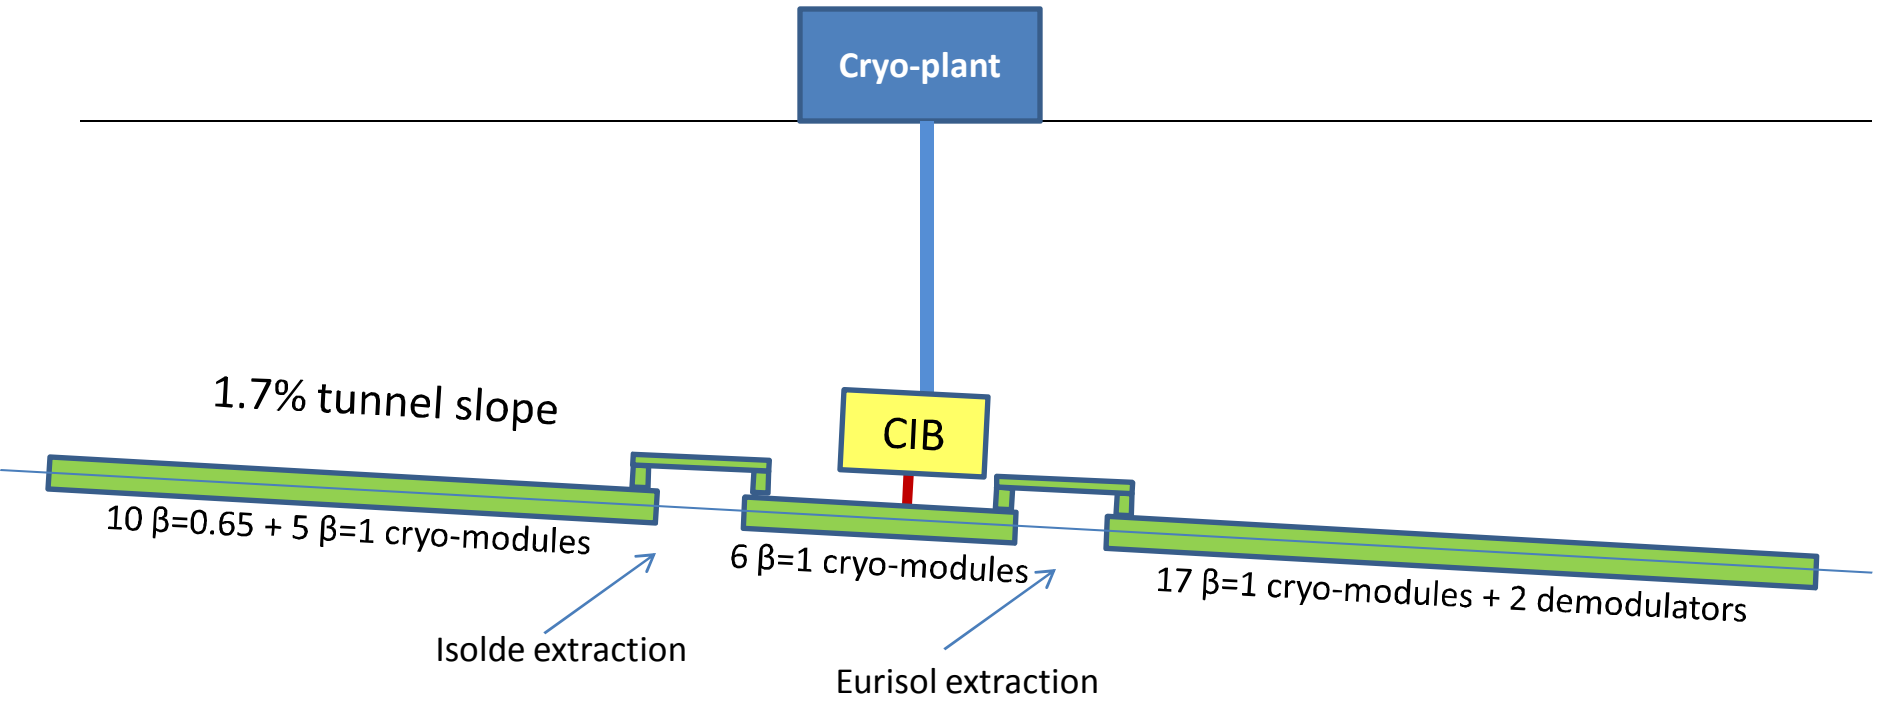 Cryo-plant
1.7% tunnel slope
CIB
10 β=0.65 + 5 β=1 cryo-modules
6 β=1 cryo-modules
17 β=1 cryo-modules + 2 demodulators
Isolde extraction
Eurisol extraction